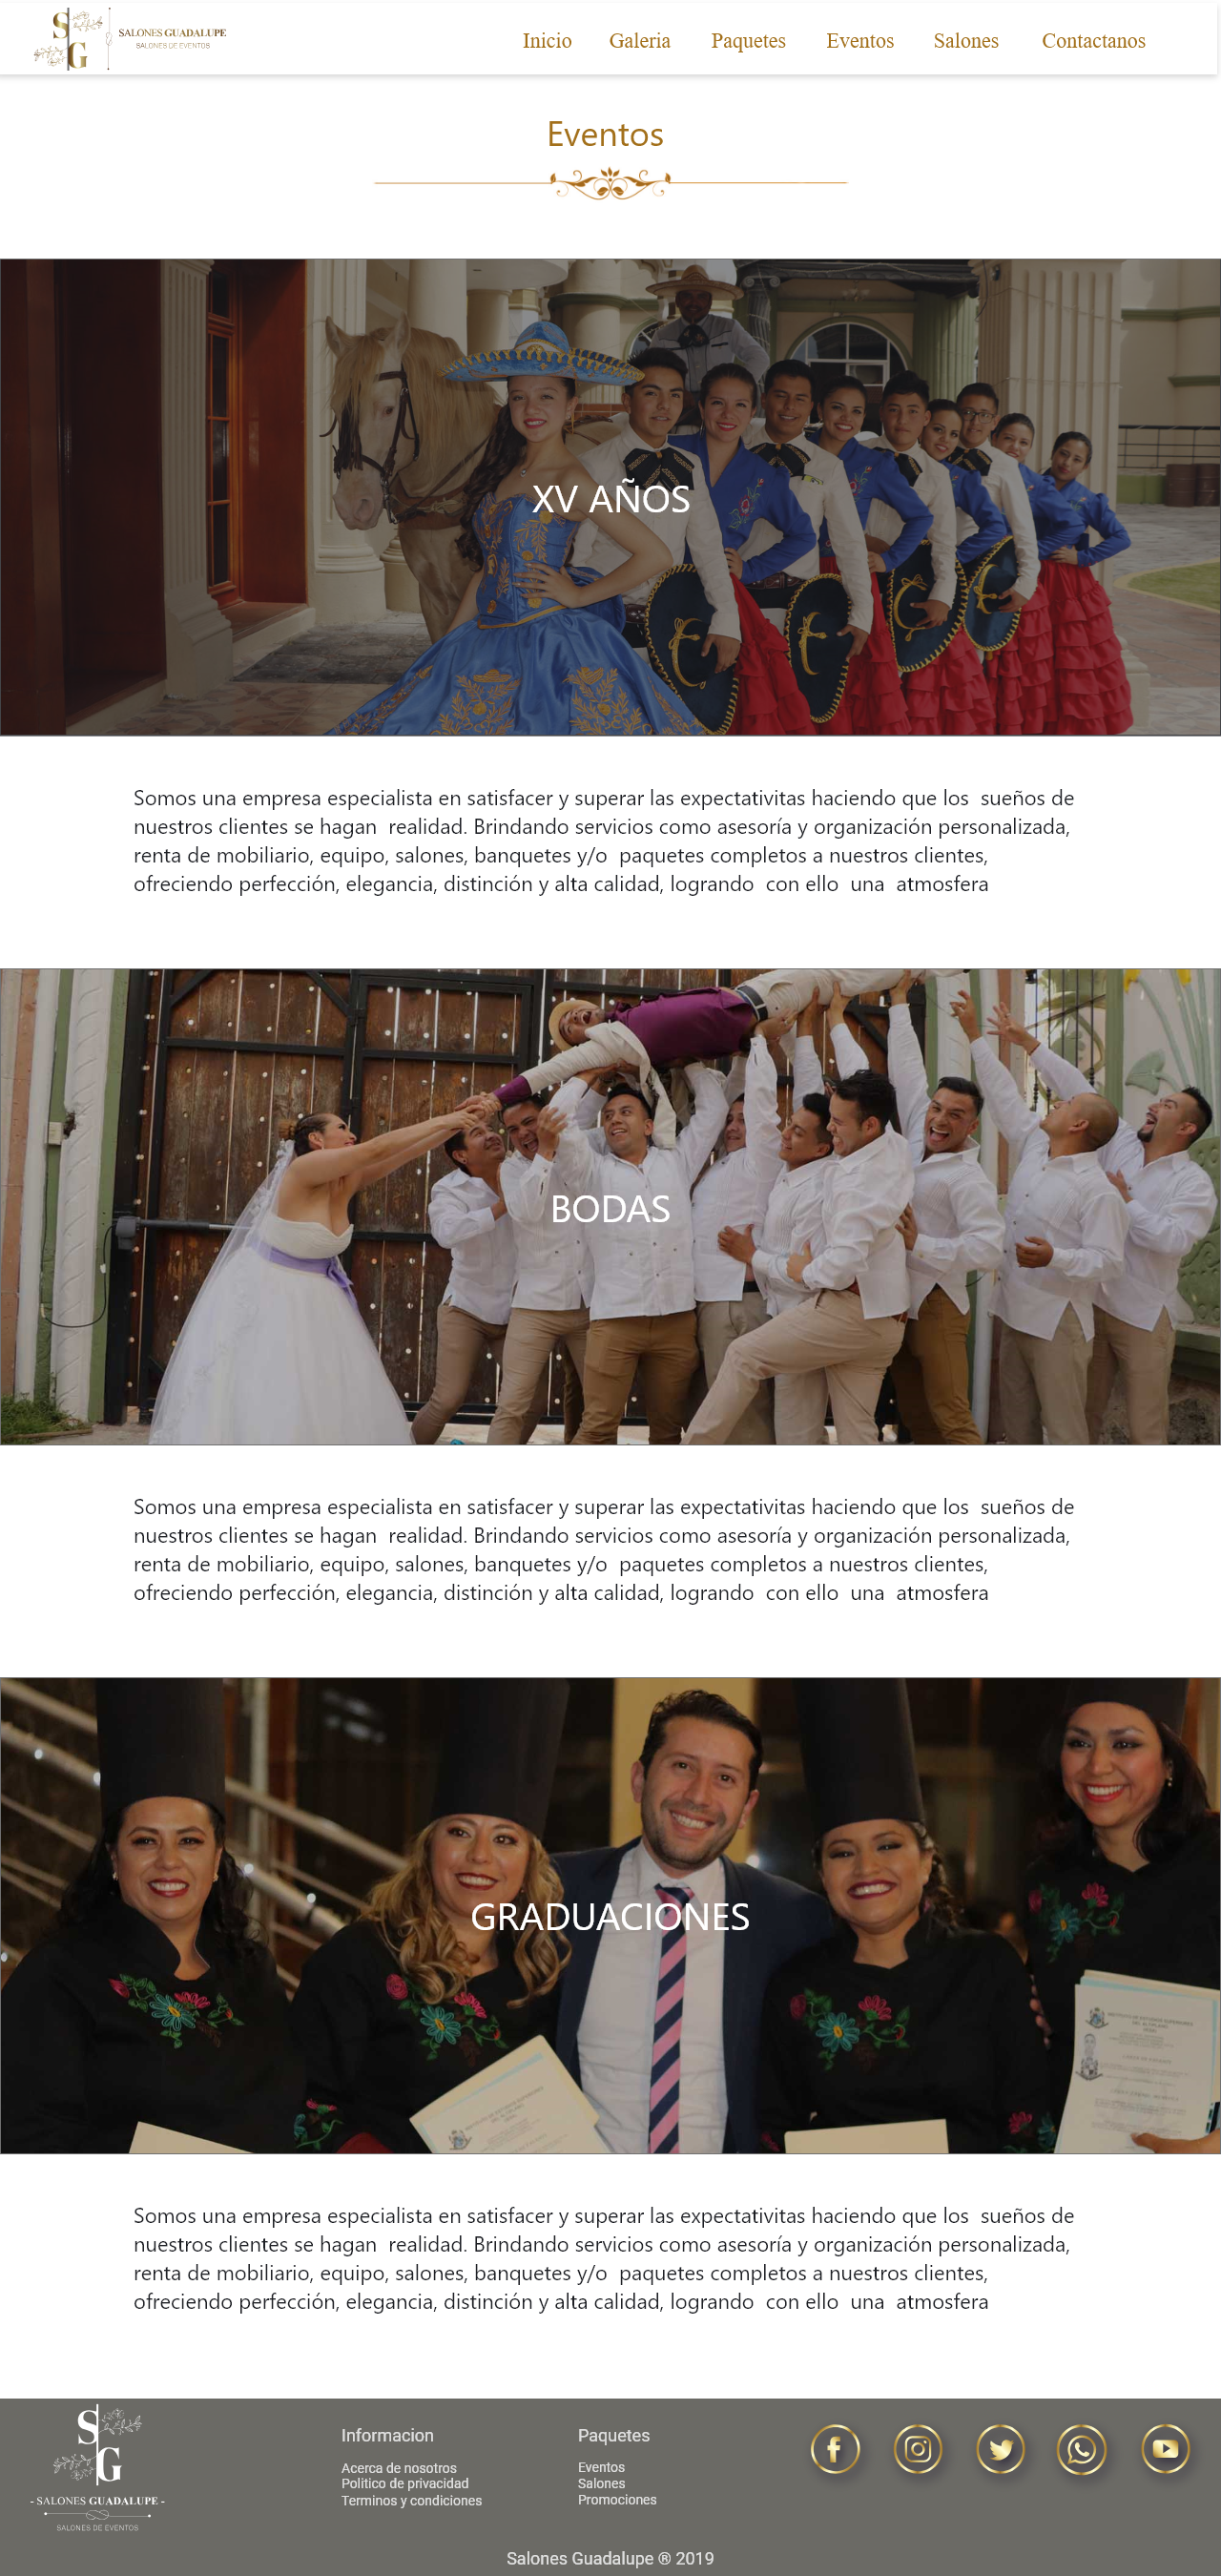 S
G
SALONES GUADALUPE
SALONES DE EVENTOS
Inicio Galeria Paquetes Eventos Salones Contactanos
Eventos
XV AÑOS
Somos una empresa especialista en satisfacer y superar las expectativitas haciendo que los sueños de
nuestros clientes se hagan realidad. Brindando servicios como asesoría y organización personalizada,
renta de mobiliario, equipo, salones, banquetes y/o paquetes completos a nuestros clientes,
ofreciendo perfección, elegancia, distinción y alta calidad, logrando con ello una atmosfera
BODAS
Somos una empresa especialista en satisfacer y superar las expectativitas haciendo que los sueños de
nuestros clientes se hagan realidad. Brindando servicios como asesoría y organización personalizada,
renta de mobiliario, equipo, salones, banquetes y/o paquetes completos a nuestros clientes,
ofreciendo perfección, elegancia, distinción y alta calidad, logrando con ello una atmosfera
GRADUACIONES
Somos una empresa especialista en satisfacer y superar las expectativitas haciendo que los sueños de
nuestros clientes se hagan realidad. Brindando servicios como asesoría y organización personalizada,
renta de mobiliario, equipo, salones, banquetes y/o paquetes completos a nuestros clientes,
ofreciendo perfección, elegancia, distinción y alta calidad, logrando con ello una atmosfera
S
G
- SALONES GUADALUPE -
SALONES DE EVENTOS
Informacion
Acerca de nosotros
Politico de privacidad
Terminos y condiciones
Paquetes
Eventos
Salones
Promociones
Salones Guadalupe ® 2019